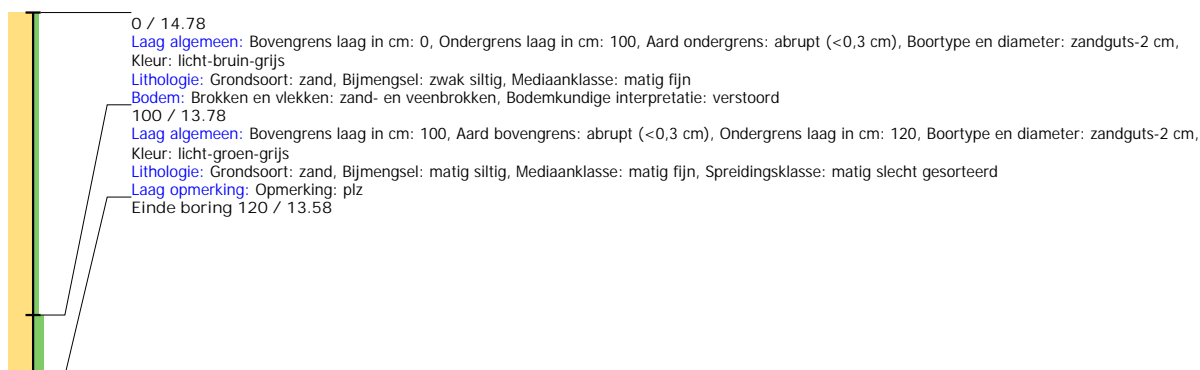 0 / 14.78
Laag algemeen: Bovengrens laag in cm: 0, Ondergrens laag in cm: 100, Aard ondergrens: abrupt (<0,3 cm), Boortype en diameter: zandguts-2 cm,
Kleur: licht-bruin-grijs
Lithologie: Grondsoort: zand, Bijmengsel: zwak siltig, Mediaanklasse: matig fijn
Bodem: Brokken en vlekken: zand- en veenbrokken, Bodemkundige interpretatie: verstoord
100 / 13.78
Laag algemeen: Bovengrens laag in cm: 100, Aard bovengrens: abrupt (<0,3 cm), Ondergrens laag in cm: 120, Boortype en diameter: zandguts-2 cm,
Kleur: licht-groen-grijs
Lithologie: Grondsoort: zand, Bijmengsel: matig siltig, Mediaanklasse: matig fijn, Spreidingsklasse: matig slecht gesorteerd
Laag opmerking: Opmerking: plz
Einde boring 120 / 13.58